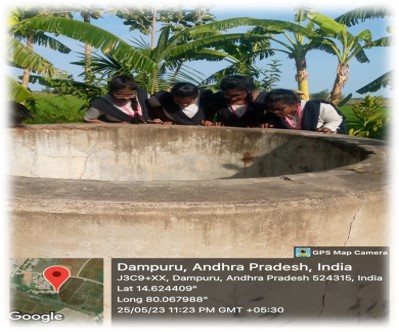 GPS Map Camera
Dampuru, Andhra Pradesh, India
J3C9+XX, Dampuru, Andhra Pradesh 524315, India
Lat 14.624409°
Long 80.067988°
25/05/23 11:23 PM GMT +05:30
Google